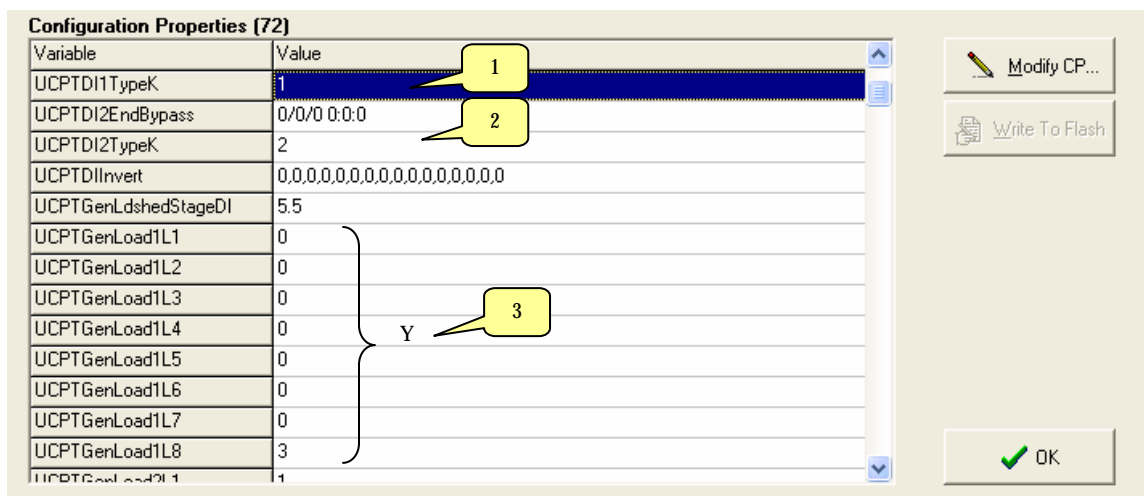 Configuration Properties (72)
Variable Value
UCPTDI1TypeK 1
UCPTDI2EndBypass 0/0/0 0:0:0
UCPTDI2TypeK 2
UCPTDIInvert 0,0,0,0,0,0,0,0,0,0,0,0,0,0,0,0
UCPTGenLdshedStageDI 5.5
UCPTGenLoad1L1 0
UCPTGenLoad1L2 0
UCPTGenLoad1L3 0
UCPTGenLoad1L4 0
UCPTGenLoad1L5 0
UCPTGenLoad1L6 0
UCPTGenLoad1L7 0
UCPTGenLoad1L8 3
UCPTGenLoad2L1 1
1
2
Y
3
Modify CP...
Write To Flash
OK